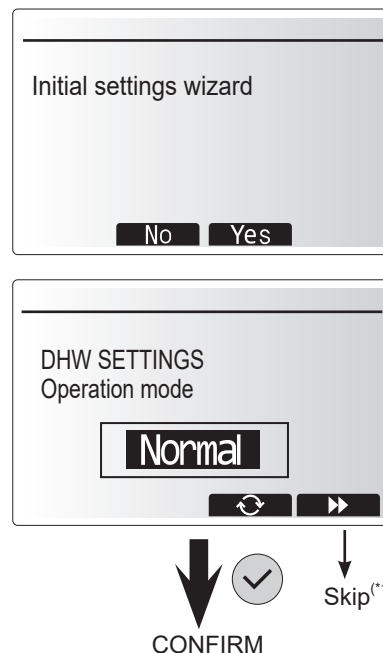 Initial settings wizard
No Yes
DHW SETTINGS
Operation mode
Normal
Skip(*
CONFIRM